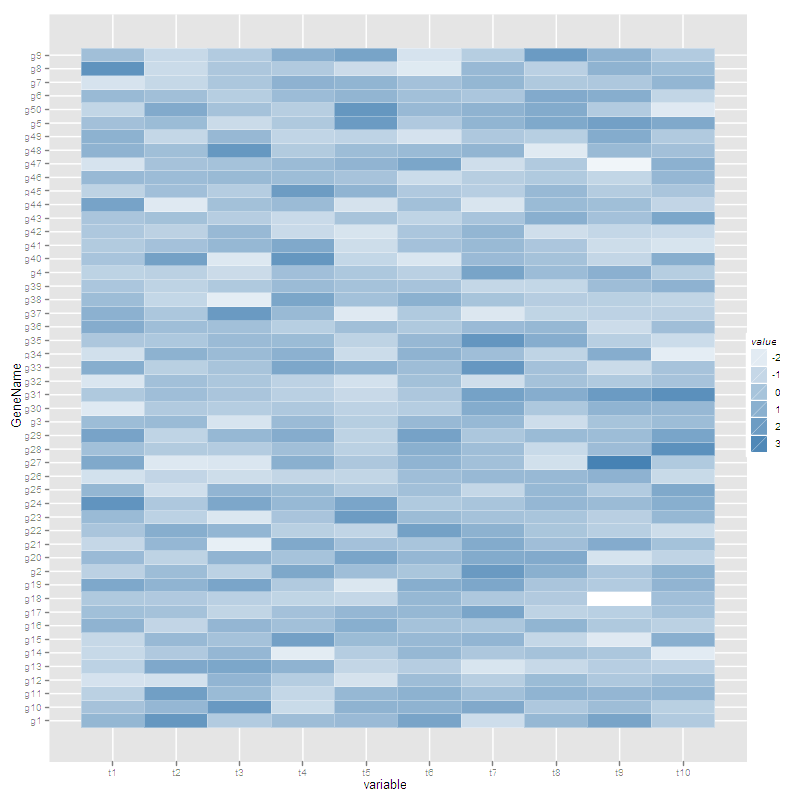 g9
g8
g7
g6
g50
g5
g49
g48
g47
g46
g45
g44
g43
g42
g41
g40
g4
g39
g38
g37
g36
g35
g34
g33
g32
g31
g30
g3
g29
g28
g27
g26
g25
g24
g23
g22
g21
g20
g2
g19
g18
g17
g16
g15
g14
g13
g12
g11
g10
g1
GeneName
t1 t2 t3 t4 t5 t6 t7 t8 t9 t10
variable
value
-2
-1
0
1
2
3